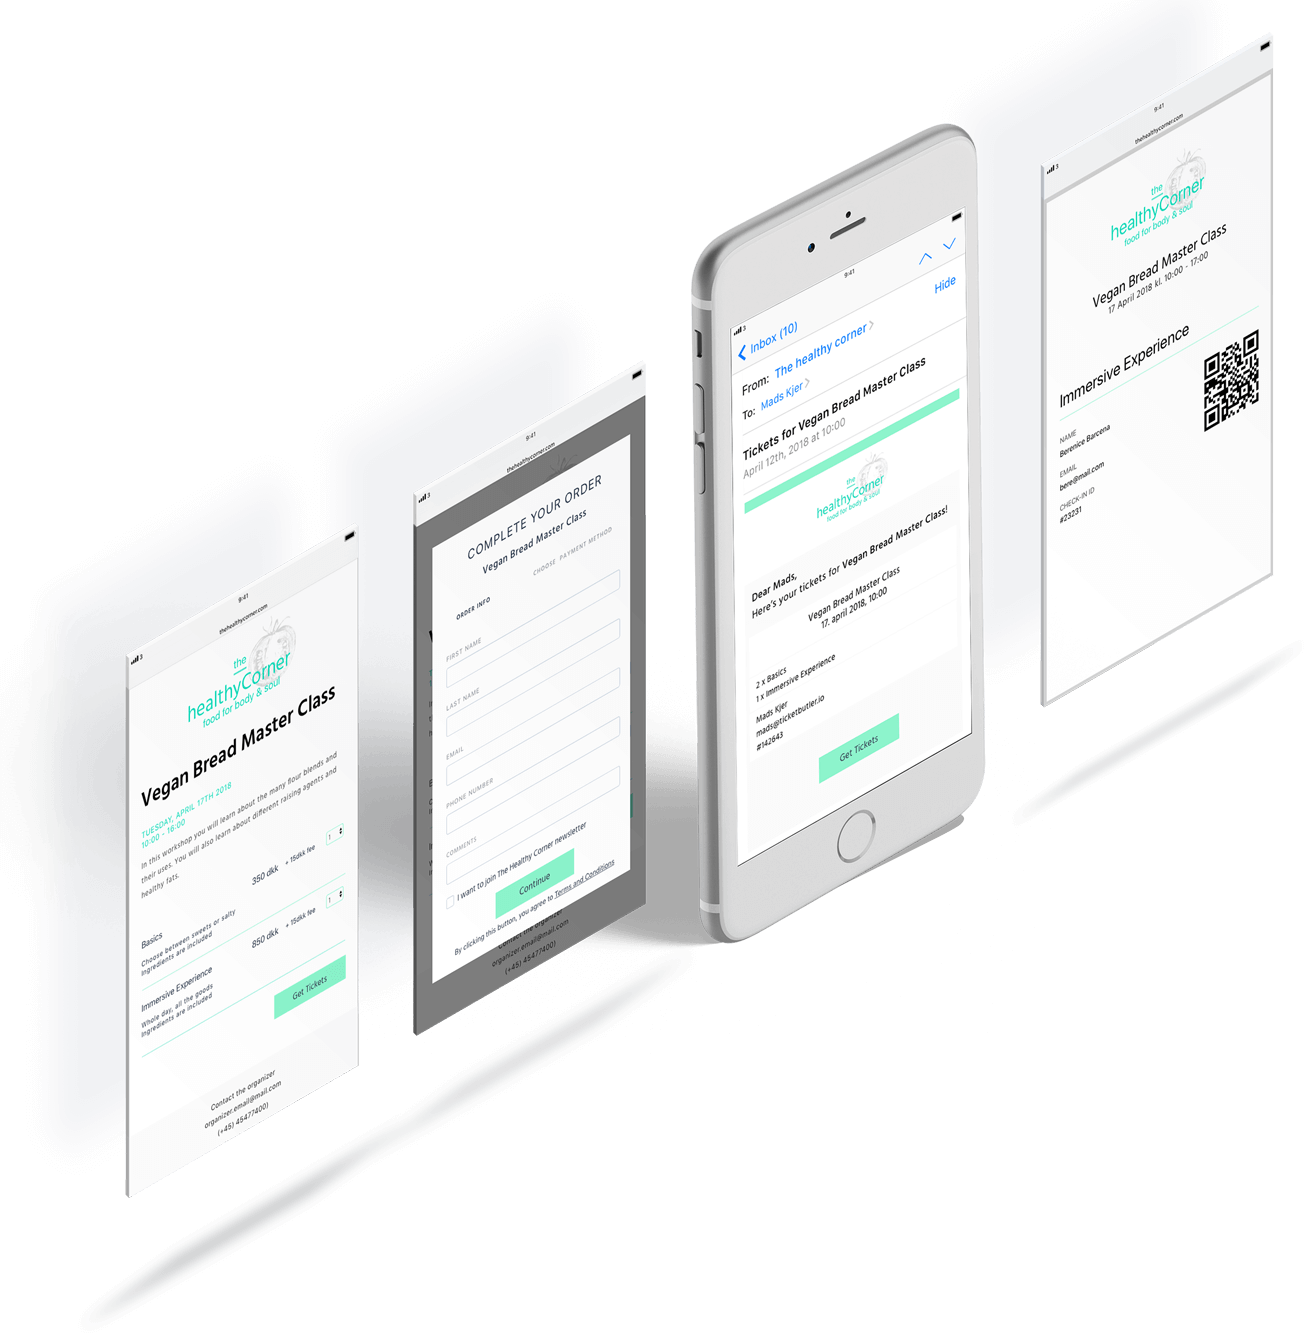 3
9:41
thehealthycorner.com
the
healthyCorner
food for body & soul
Vegan Bread Master Class
TUESDAY, APRIL 17TH 2018
10:00 - 16:00
In this workshop you will learn about the many flour blends and
their uses. You will also learn about different raising agents and
healthy fats.
Basics
Choose between sweets or salty
Ingredients are included
350 dkk + 15dkk fee
1
Immersive Experience
Whole day, all the goods
Ingredients are included
850 dkk + 15dkk fee
1
Get Tickets
Contact the organizer
organizer.email@mail.com
(+45) 45477400)
3
9:41
thehealthycorner.com
COMPLETE YOUR ORDER
Vegan Bread Master Class
CHOOSE PAYMENT METHOD
ORDER INFO
FIRST NAME
LAST NAME
EMAIL
PHONE NUMBER
COMMENTS
I want to join The Healthy Corner newsletter
Continue
By clicking this button, you agree to Terms and Conditions
Contact the organizer
organizer.email@mail.com
(+45) 45477400)
3
9:41
Inbox (10)
Hide
From: The healthy corner
To: Mads Kjer
Tickets for Vegan Bread Master Class
April 12th, 2018 at 10:00
the
healthyCorner
food for body & soul
Dear Mads,
Here's your tickets for Vegan Bread Master Class!
Vegan Bread Master Class
17. april 2018, 10:00
2 x Basics
1 x Immersive Experience
Mads Kjer
mads@ticketbutler.io
#142643
Get Tickets
3
9:41
thehealthycorner.com
the
healthyCorner
food for body & soul
Vegan Bread Master Class
17 April 2018 kl. 10:00 - 17:00
Immersive Experience
NAME
Berenice Barcena
EMAIL
bere@mail.com
CHECK-IN ID
#23231